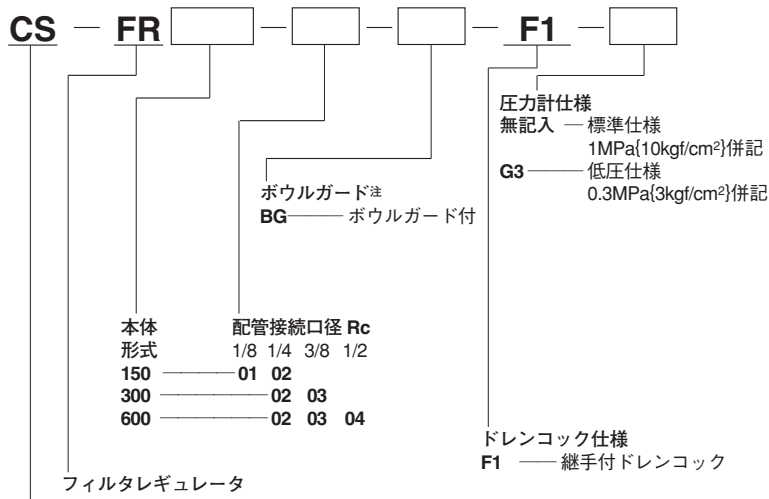 CS — FR — — — F1 —
圧力計仕様
無記入 — 標準仕様
1MPa{10kgf/cm²}併記
G3 —— 低圧仕様
0.3MPa{3kgf/cm²}併記
ボウルガード注
BG —— ボウルガード付
本体
形式
配管接続口径 Rc
1/8 1/4 3/8 1/2
150 —— 01 02
300 —— 02 03
600 —— 02 03 04
ドレンコック仕様
F1 —— 継手付ドレンコック
フィルタレギュレータ